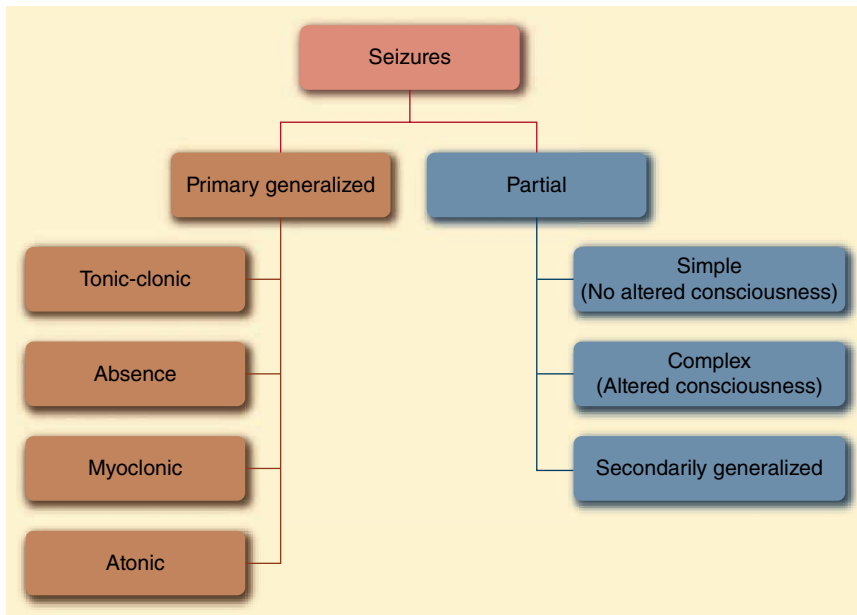 Seizures
Primary generalized
Partial
Tonic-clonic
Absence
Myoclonic
Atonic
Simple
(No altered consciousness)
Complex
(Altered consciousness)
Secondarily generalized